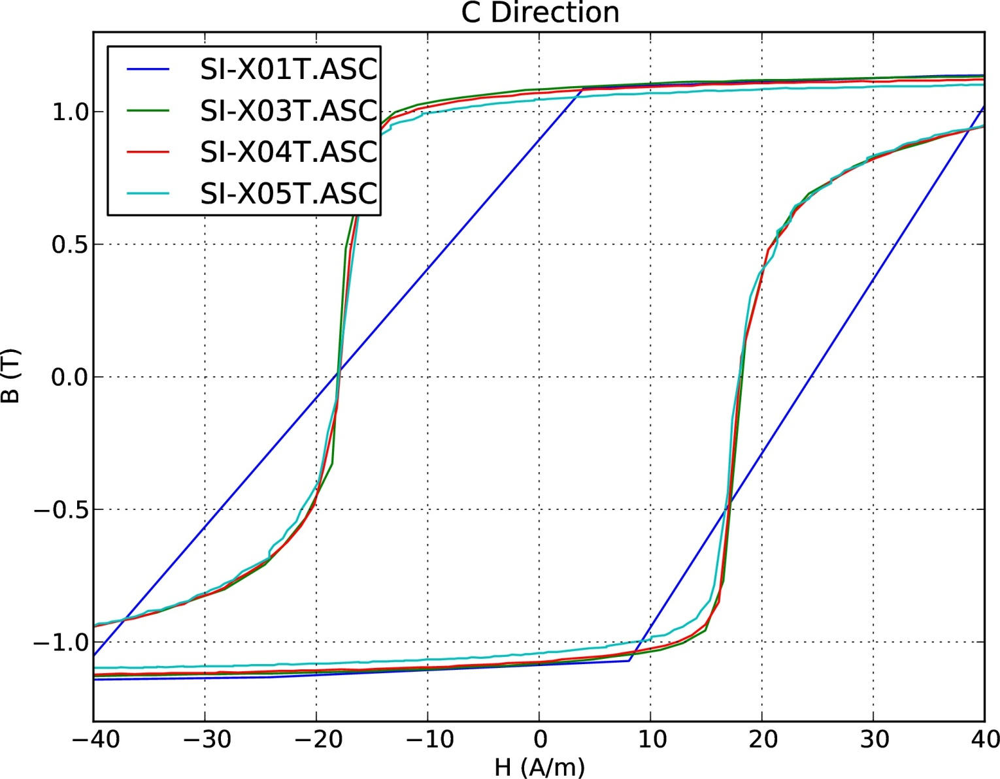 C Direction
SI-X01T.ASC
SI-X03T.ASC
SI-X04T.ASC
SI-X05T.ASC
1.0
0.5
0.0
−0.5
−1.0
B (T)
−40 −30 −20 −10 0 10 20 30 40
H (A/m)